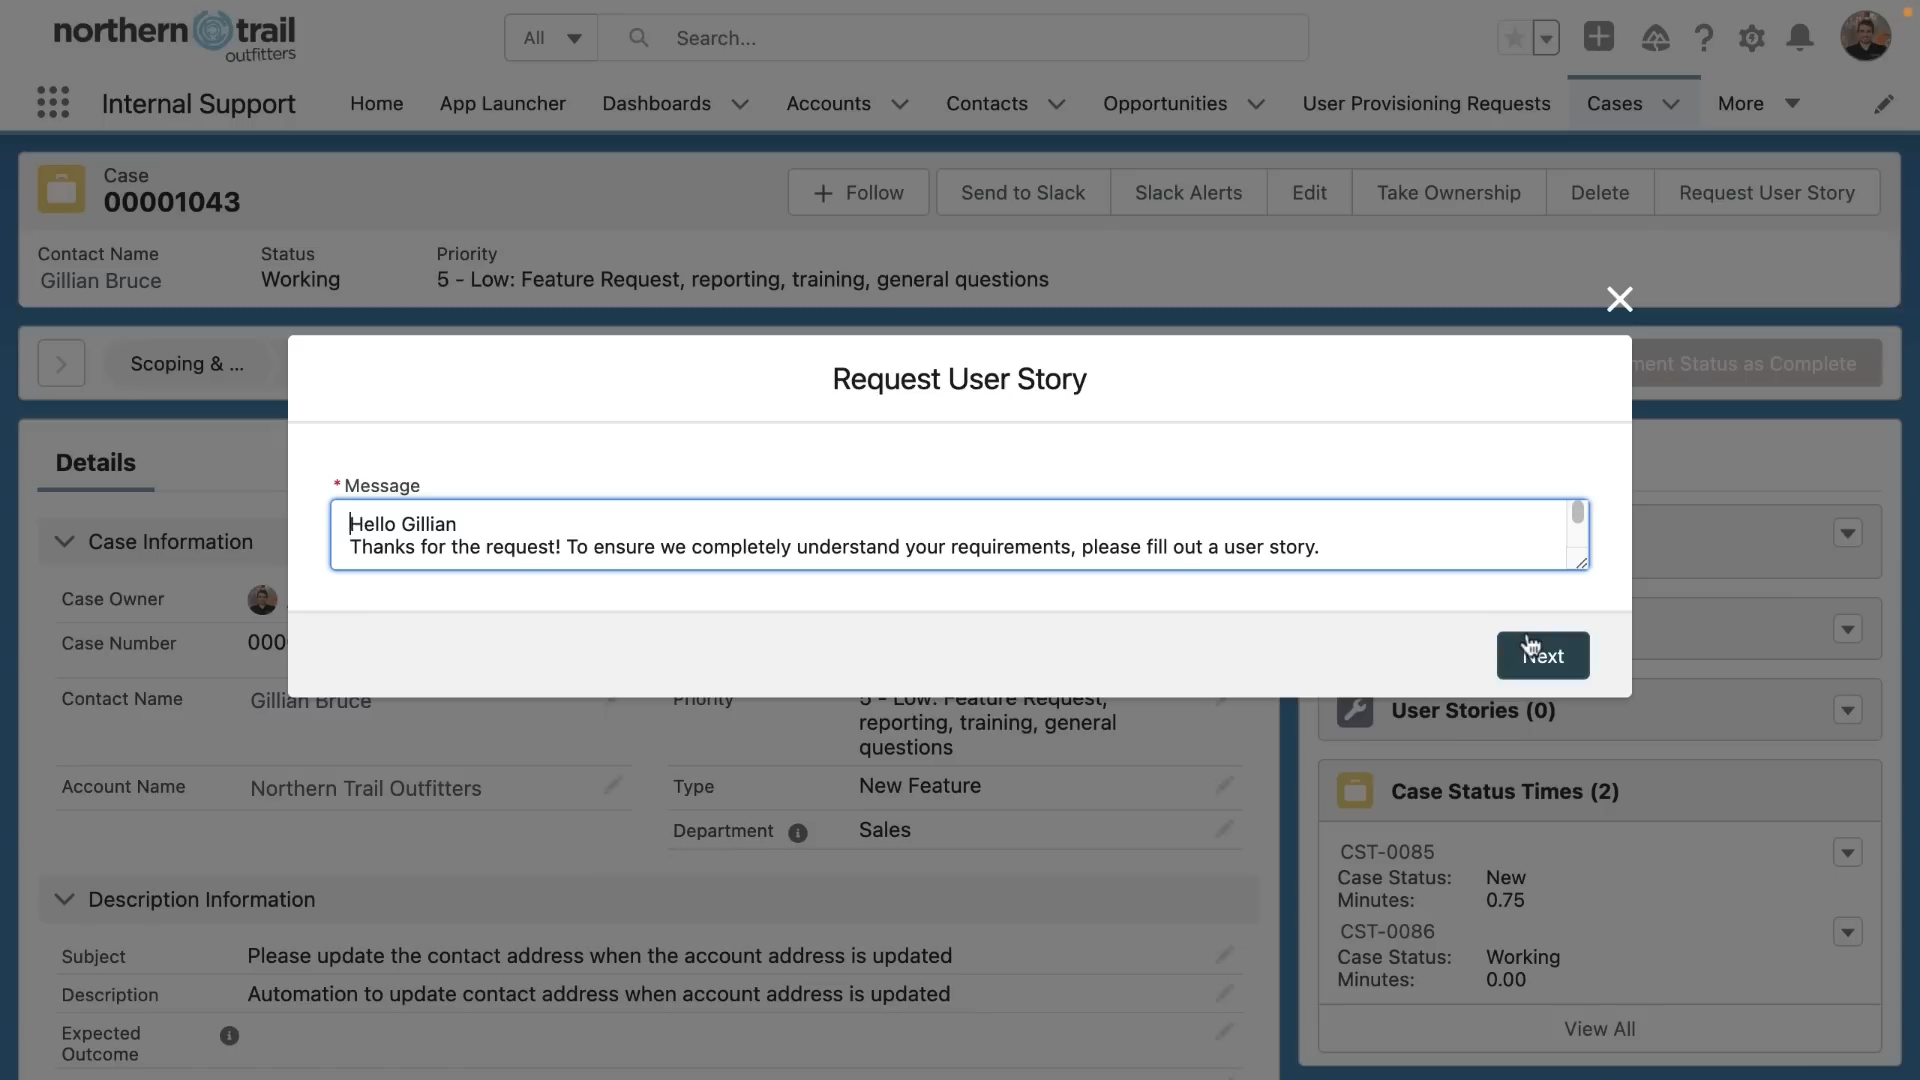 northern trail
outfitters
All
Search...
Internal Support
Home
App Launcher
Dashboards
Accounts
Contacts
Opportunities
User Provisioning Requests
Cases
More
Case
00001043
Follow
Send to Slack
Slack Alerts
Edit
Take Ownership
Delete
Request User Story
Contact Name
Gillian Bruce
Status
Working
Priority
5 - Low: Feature Request, reporting, training, general questions
Scoping & ...
ment Status as Complete
Request User Story
* Message
Hello Gillian
Thanks for the request! To ensure we completely understand your requirements, please fill out a user story.
Next
Details
Case Information
Case Owner
Case Number
000
Contact Name
Gillian Bruce
Account Name
Northern Trail Outfitters
Priority
5 - Low: Feature Request,
reporting, training, general
questions
Type
New Feature
Department
Sales
Description Information
Subject
Please update the contact address when the account address is updated
Description
Automation to update contact address when account address is updated
Expected
Outcome
User Stories (0)
Case Status Times (2)
CST-0085
Case Status:
New
Minutes:
0.75
CST-0086
Case Status:
Working
Minutes:
0.00
View All